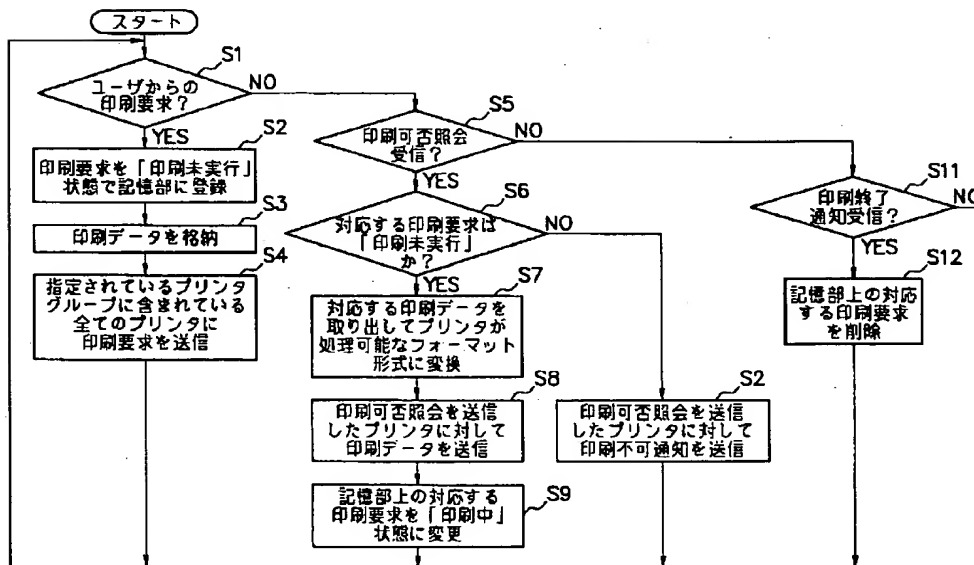 スタート
S1
ユーザからの
印刷要求?
NO
YES
S2
印刷要求を「印刷未実行」
状態で記憶部に登録
S3
印刷データを格納
S4
指定されているプリンタ
グループに含まれている
全てのプリンタに
印刷要求を送信
S5
印刷可否照会
受信?
NO
YES
S6
対応する印刷要求は
「印刷未実行」
か?
NO
YES
S7
対応する印刷データを
取り出してプリンタが
処理可能なフォーマット
形式に変換
S8
印刷可否照会を送信
したプリンタに対して
印刷データを送信
S9
記憶部上の対応する
印刷要求を「印刷中」
状態に変更
S2
印刷可否照会を送信
したプリンタに対して
印刷不可通知を送信
S11
印刷終了
通知受信?
NO
YES
S12
記憶部上の対応
する印刷要求
を削除